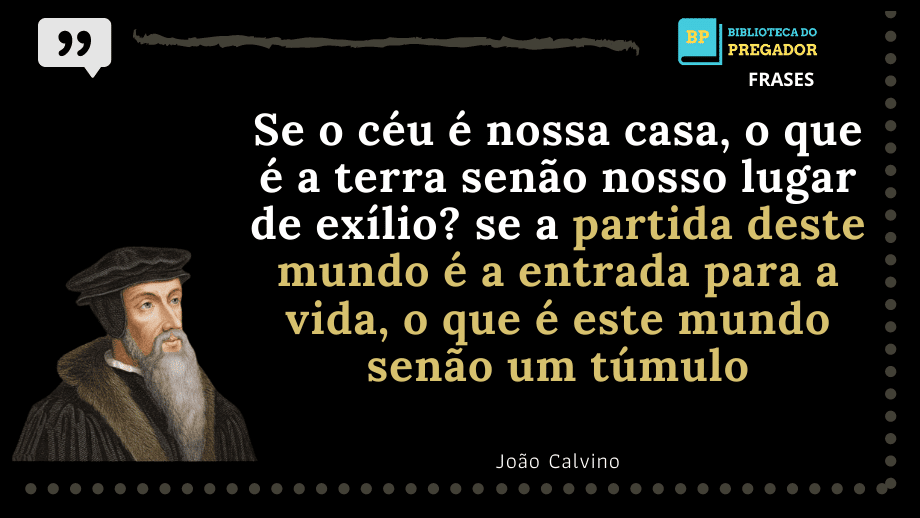 BP
BIBLIOTECA DO
PREGADOR
FRASES
Se o céu é nossa casa, o que
é a terra senão nosso lugar
de exílio? se a partida deste
mundo é a entrada para a
vida, o que é este mundo
senão um túmulo
João Calvino